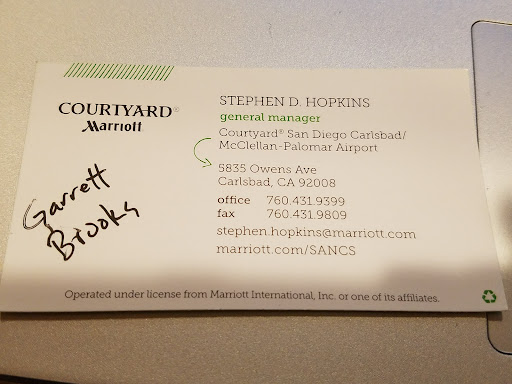 COURTYARD®
Marriott
Garrett
Brooks
STEPHEN D. HOPKINS
general manager
Courtyard® San Diego Carlsbad/
McClellan-Palomar Airport
5835 Owens Ave
Carlsbad, CA 92008
office 760.431.9399
fax 760.431.9809
stephen.hopkins@marriott.com
marriott.com/SANCS
Operated under license from Marriott International, Inc. or one of its affiliates.